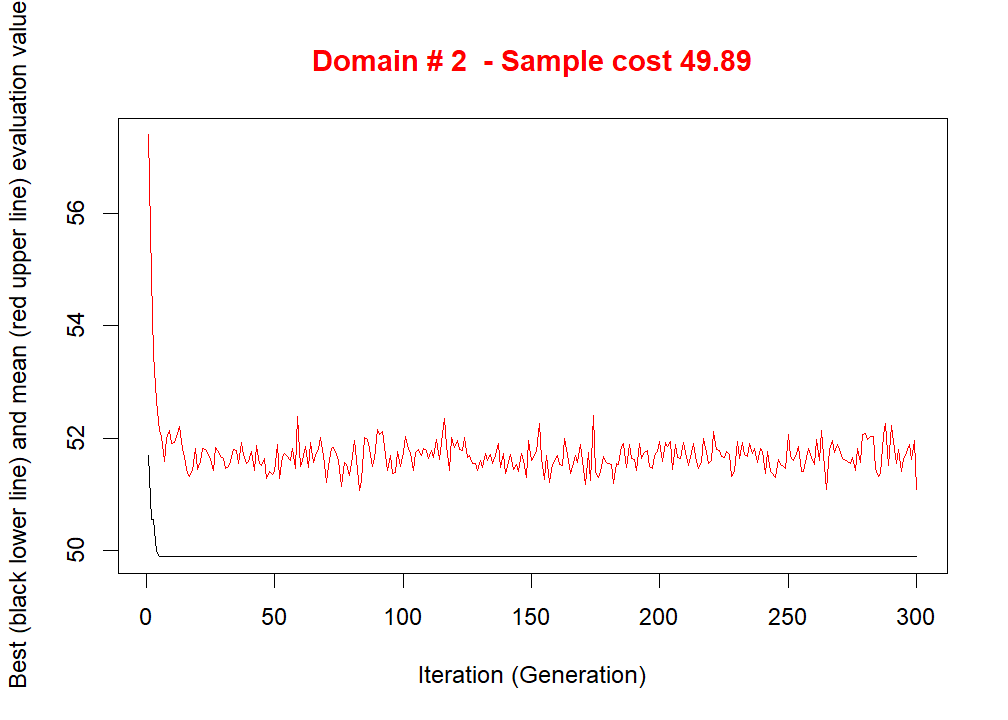 Domain # 2  - Sample cost 49.89
Best (black lower line) and mean (red upper line) evaluation value
56
54
52
50
0 50 100 150 200 250 300
Iteration (Generation)